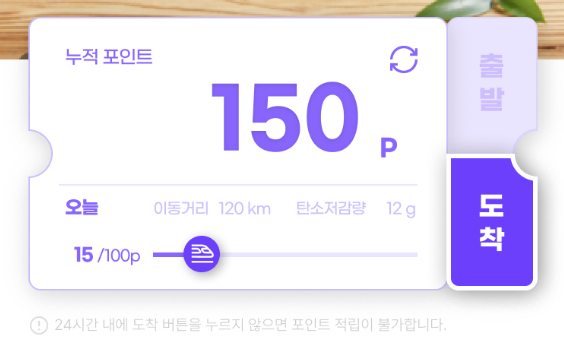 누적 포인트
150 P
출발
오늘 이동거리 120 km 탄소저감량 12 g
15 /100p
도착
24시간 내에 도착 버튼을 누르지 않으면 포인트 적립이 불가합니다.